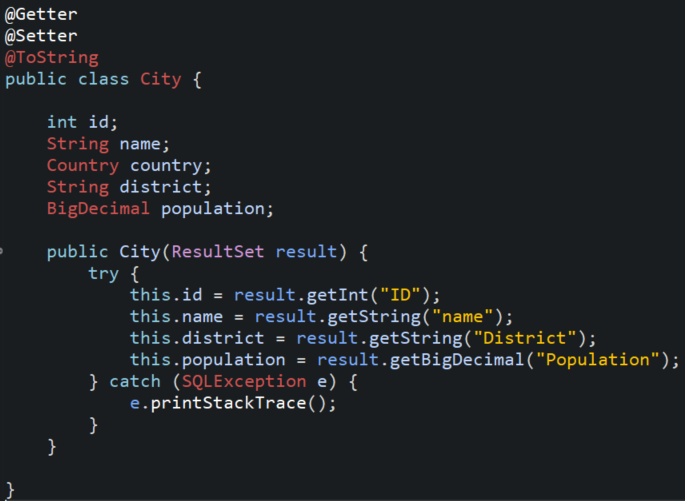 @Getter
@Setter
@ToString
public class City {
int id;
String name;
Country country;
String district;
BigDecimal population;
public City(ResultSet result) {
try {
this.id = result.getInt("ID");
this.name = result.getString("name");
this.district = result.getString("District");
this.population = result.getBigDecimal("Population");
} catch (SQLException e) {
e.printStackTrace();
}
}
}